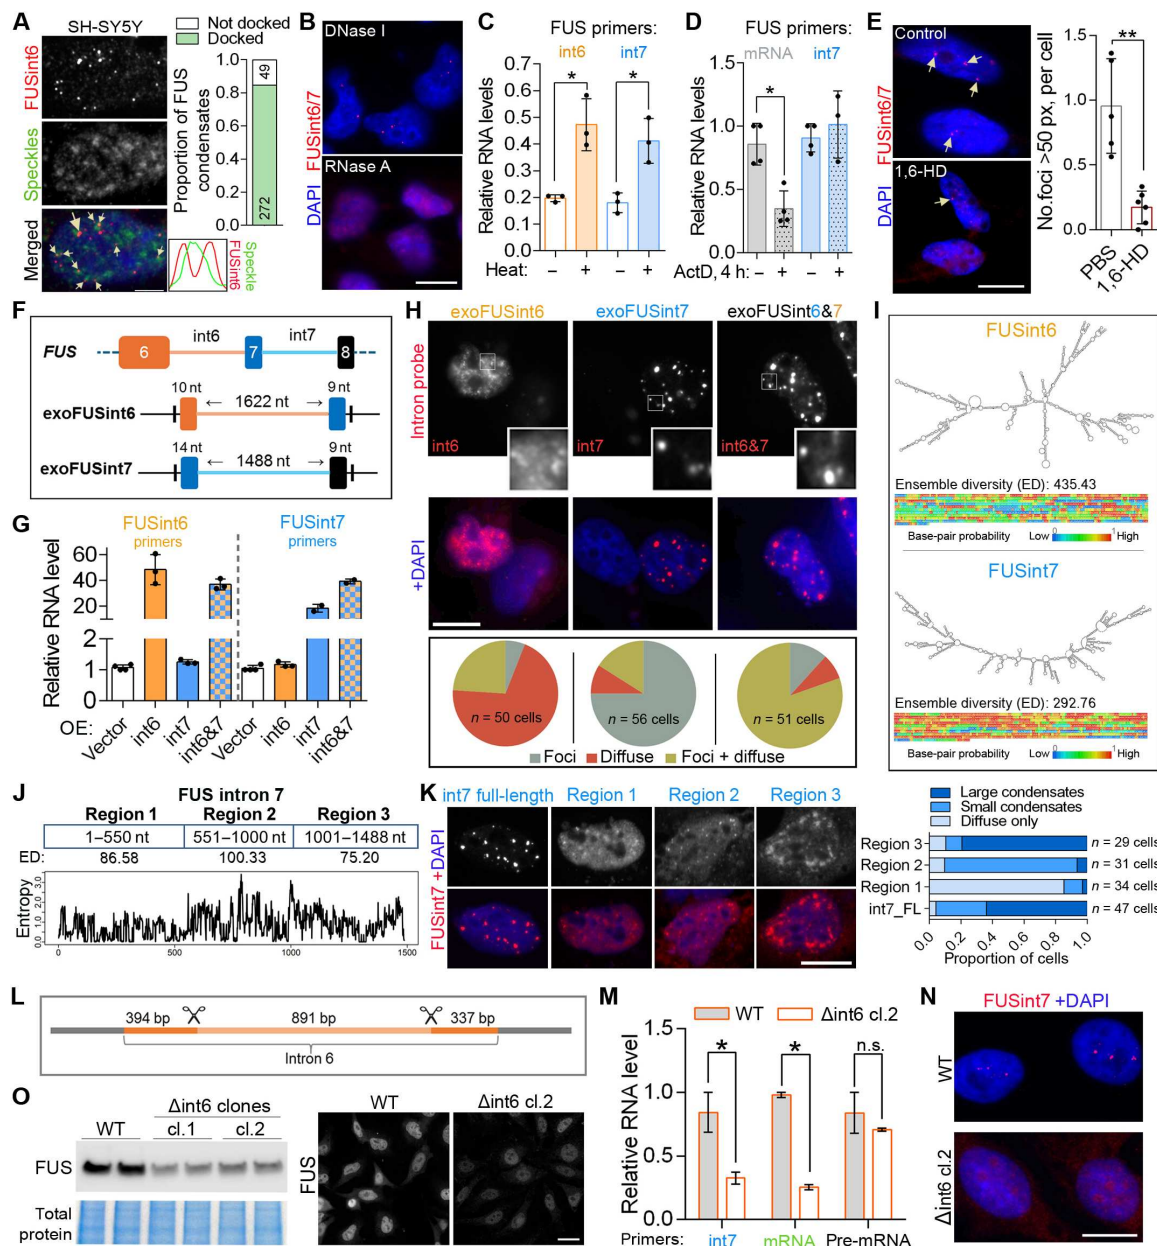 A
SH-SY5Y
FUSint6
Speckles
Merged
Not docked
Docked
Proportion of FUS
condensates
1.0
0.8
0.6
0.4
0.2
0.0
49
272
Speckle
FUSint6
B
DNase I
RNase A
DAPI/FUSint6/7
C
FUS primers:
int6 int7
Relative RNA levels
0.7
0.6
0.5
0.4
0.3
0.2
0.1
0.0
* *
Heat: – + – +
D
FUS primers:
mRNA int7
Relative RNA levels
1.5
1.0
0.5
0.0
*
ActD, 4 h: – + – +
E
Control
1,6-HD
DAPI FUSint6/7
No.foci >50 px, per cell
1.5
1.0
0.5
0.0
**
PBS
1,6-HD
F
int6 int7
FUS 6 7 8
10 nt 9 nt
exoFUSint6 ← 1622 nt →
14 nt 9 nt
exoFUSint7 ← 1488 nt →
G
FUSint6 FUSint7
primers primers
Relative RNA level
60
40
20
2
1
0
OE: Vector int6 int7 int6&7 Vector int6 int7 int6&7
H
exoFUSint6 exoFUSint7 exoFUSint6&7
Intron probe
int6 int7 int6&7
+DAPI
n = 50 cells n = 56 cells n = 51 cells
Foci Diffuse Foci + diffuse
I
FUSint6
Ensemble diversity (ED): 435.43
0 1
Base-pair probability Low High
FUSint7
Ensemble diversity (ED): 292.76
0 1
Base-pair probability Low High
J
FUS intron 7
Region 1 Region 2 Region 3
1–550 nt 551–1000 nt 1001–1488 nt
ED: 86.58 100.33 75.20
Entropy
3.0
2.0
1.0
0.0
0 500 1000 1500
K
int7 full-length Region 1 Region 2 Region 3
FUSint7 +DAPI
Large condensates
Small condensates
Diffuse only
Region 3 n = 29 cells
Region 2 n = 31 cells
Region 1 n = 34 cells
int7_FL n = 47 cells
0.0 0.2 0.4 0.6 0.8 1.0
Proportion of cells
L
394 bp 891 bp 337 bp
Intron 6
M
WT Δint6 cl.2
Relative RNA level
1.5
1.0
0.5
0.0
* * n.s.
Primers: int7 mRNA Pre-mRNA
N
FUSint7 +DAPI
WT
Δint6 cl.2
O
Δint6 clones
WT cl.1 cl.2
FUS
Total
protein
WT Δint6 cl.2
FUS